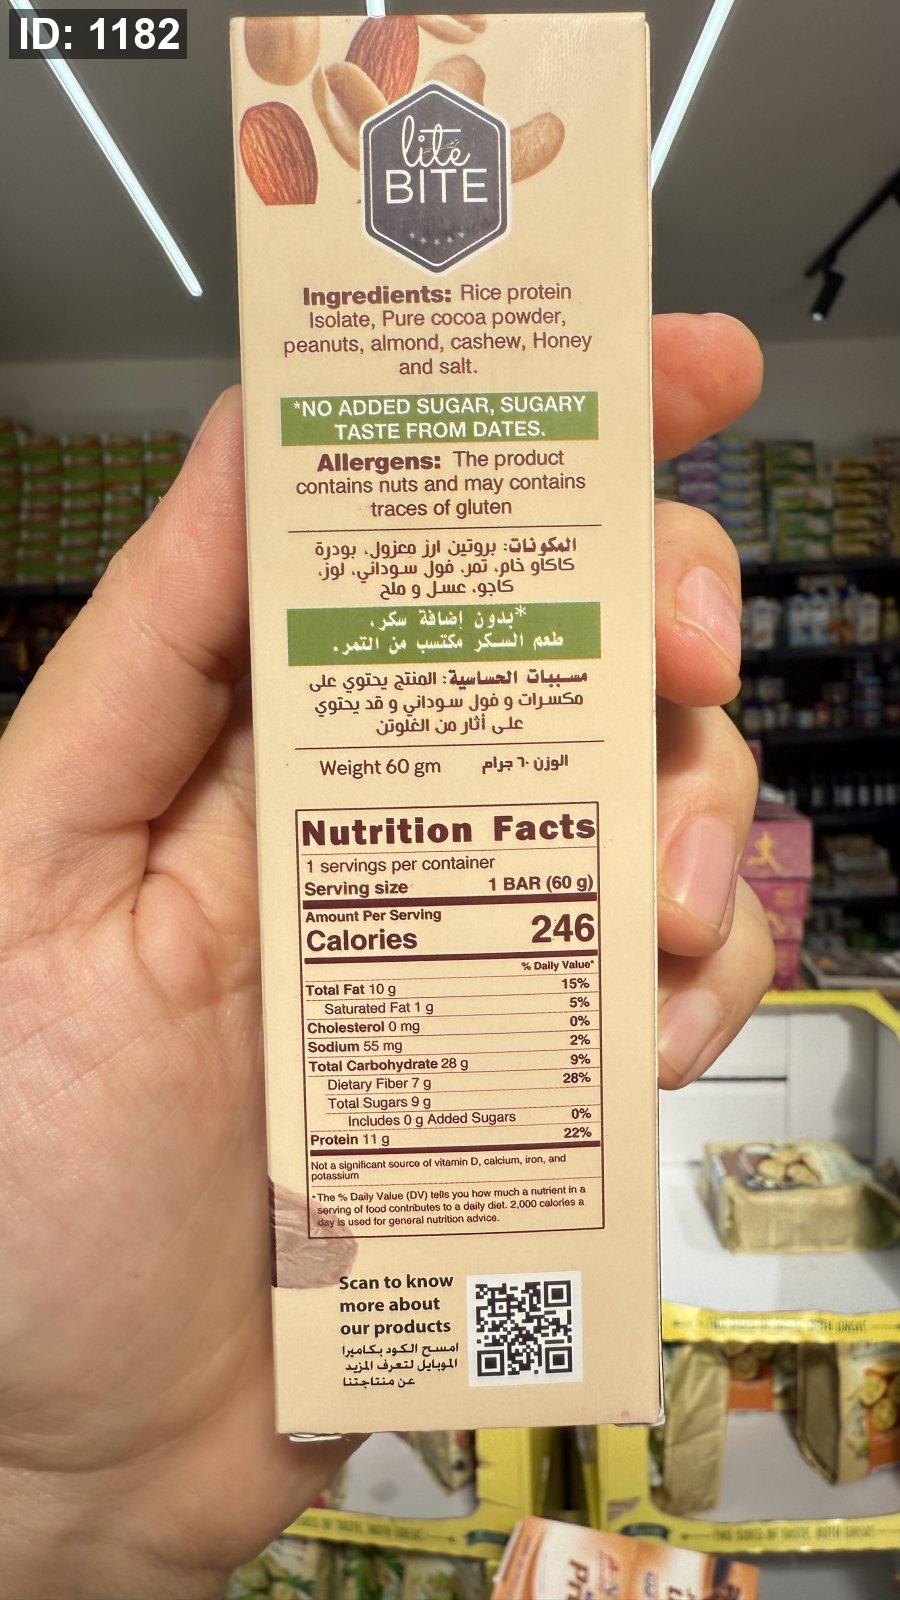 ID: 1182
lite
BITE
Ingredients: Rice protein
Isolate, Pure cocoa powder,
peanuts, almond, cashew, Honey
and salt.
*NO ADDED SUGAR, SUGARY
TASTE FROM DATES.
Allergens: The product
contains nuts and may contains
traces of gluten
المكونات: بروتين ارز معزول، بودرة
كاكاو خام، تمر، فول سوداني، لوز،
كاجو، عسل و ملح
*بدون إضافة سكر،
طعم السكر مكتسب من التمر.
مسببات الحساسية: المنتج يحتوي على
مكسرات و فول سوداني و قد يحتوي
على أثار من الغلوتن
Weight 60 gm الوزن ٦٠ جرام
Nutrition Facts
1 servings per container
Serving size 1 BAR (60 g)
Amount Per Serving
Calories 246
% Daily Value*
Total Fat 10 g 15%
Saturated Fat 1 g 5%
Cholesterol 0 mg 0%
Sodium 55 mg 2%
Total Carbohydrate 28 g 9%
Dietary Fiber 7 g 28%
Total Sugars 9 g
Includes 0 g Added Sugars 0%
Protein 11 g 22%
Not a significant source of vitamin D, calcium, iron, and
potassium
*The % Daily Value (DV) tells you how much a nutrient in a
serving of food contributes to a daily diet. 2,000 calories a
day is used for general nutrition advice.
Scan to know
more about
our products
امسح الكود بكاميرا
الموبايل لتعرف المزيد
عن منتاجتنا